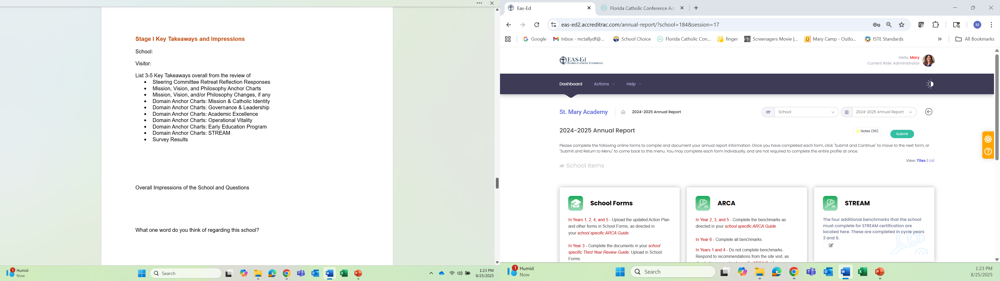 Stage I Key Takeaways and Impressions
School:
Visitor:
List 3-5 Key Takeaways overall from the review of
• Steering Committee Retreat Reflection Responses
• Mission, Vision, and Philosophy Anchor Charts
• Mission, Vision, and/or Philosophy Changes, if any
• Domain Anchor Charts: Mission & Catholic Identity
• Domain Anchor Charts: Governance & Leadership
• Domain Anchor Charts: Academic Excellence
• Domain Anchor Charts: Operational Vitality
• Domain Anchor Charts: Early Education Program
• Domain Anchor Charts: STREAM
• Survey Results
Overall Impressions of the School and Questions
What one word do you think of regarding this school?
1
Humid
Now
Search
1:23 PM
8/25/2025
Eas-Ed
Florida Catholic Conference Acc
eas-ed2.accreditrac.com/annual-report/?school=184&session=17
M
Google
Inbox - mctallydf@...
School Choice
Florida Catholic Con...
finger
Screenagers Movie |...
Mary Camp - Outlo...
ISTE Standards
All Bookmarks
EAS-Ed
Florida Catholic Conference
Hello, Mary
Current Role: Administrator
Dashboard
Actions
Help
St. Mary Academy
2024-2025 Annual Report
School
2024-2025 Annual Report
2024-2025 Annual Report
Notes (95)
Submit
Please complete the following online forms to compile and document your annual report information. Once you have completed each form, click "Submit and Continue" to move to the next form, or
"Submit and Return to Menu" to come back to this menu. You may complete each form individually, and are not required to complete the entire profile at once.
View: Tiles | List
School Items
School Forms
In Years 1, 2, 4, and 5 - Upload the updated Action Plan
and other forms in School Forms, as directed in
your school specific ARCA Guide.
In Year 3 - Complete the documents in your school
specific Third Year Review Guide. Upload in School
Forms.
ARCA
In Year 2, 3, and 5 - Complete the benchmarks as
directed in your school specific ARCA Guide.
In Year 6 - Complete all benchmarks
In Years 1 and 4 - Do not complete benchmarks.
Respond to recommendations from the site visit, as
STREAM
The four additional benchmarks that the school
must complete for STREAM certification are
located here. These are completed in cycle years
3 and 6.
1
Humid
Now
Search
1:23 PM
8/25/2025